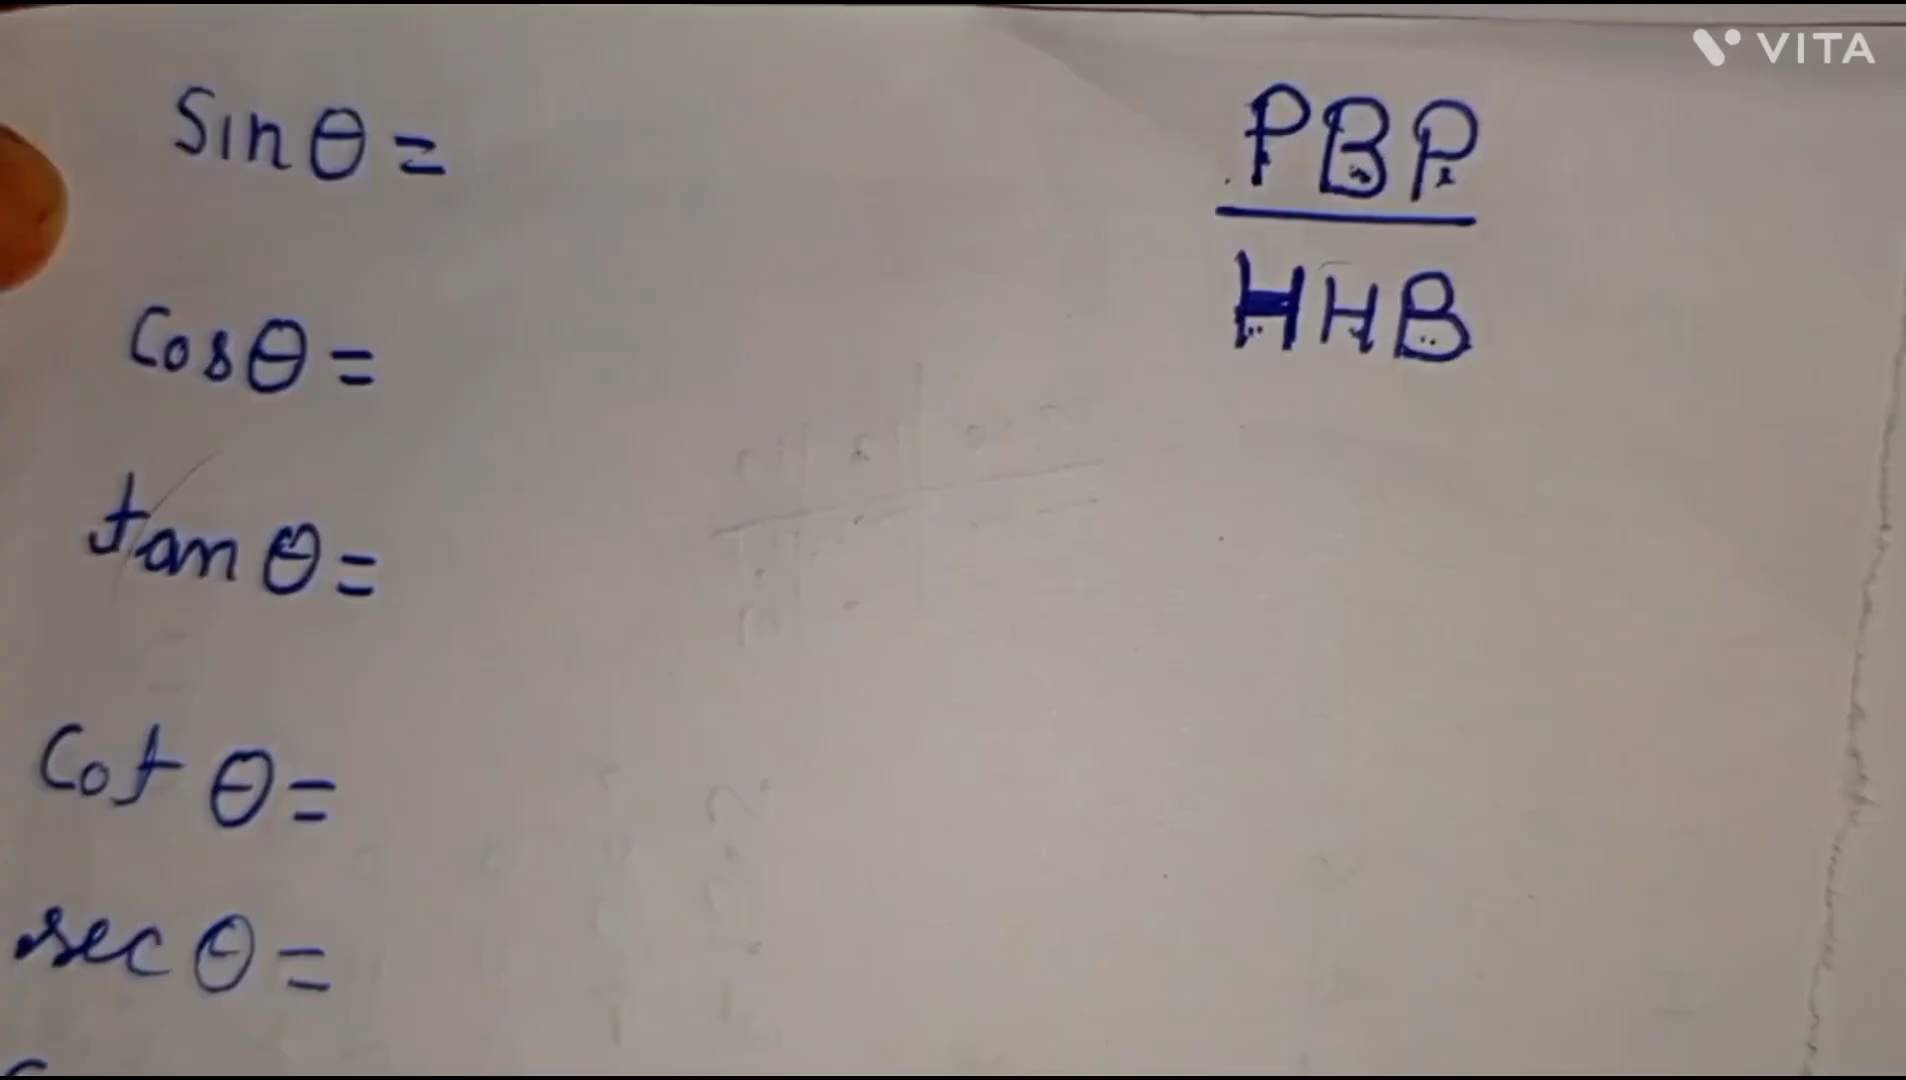 VITA
Sin θ =
PBP
HHB
Cos θ =
tan θ =
Cot θ =
sec θ =